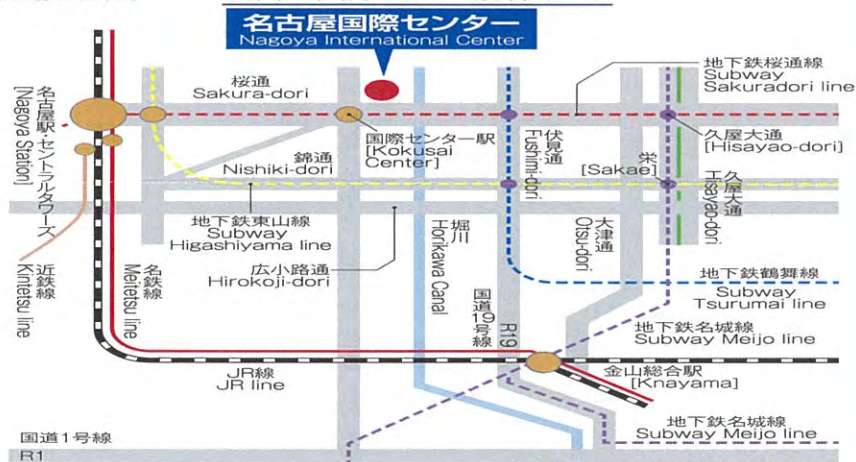 名古屋国際センター
Nagoya International Center
桜通
Sakura-dori
地下鉄桜通線
Subway
Sakuradori line
名古屋駅・セントラルタワーズ
[Nagoya Station]
国際センター駅
[Kokusai
Center]
伏見通
Fushimi-dori
久屋大通
[Hisayao-dori]
錦通
Nishiki-dori
栄
[Sakae]
久屋大通
Hisayao-dori
地下鉄東山線
Subway
Higashiyama line
堀川
Horikawa Canal
大津通
Otsu-dori
近鉄線
Kintetsu line
名鉄線
Meitetsu line
広小路通
Hirokoji-dori
国道19号線
R19
地下鉄鶴舞線
Subway
Tsurumai line
地下鉄名城線
Subway Meijo line
JR線
JR line
金山総合駅
[Knayama]
地下鉄名城線
Subway Meijo line
国道1号線
R1